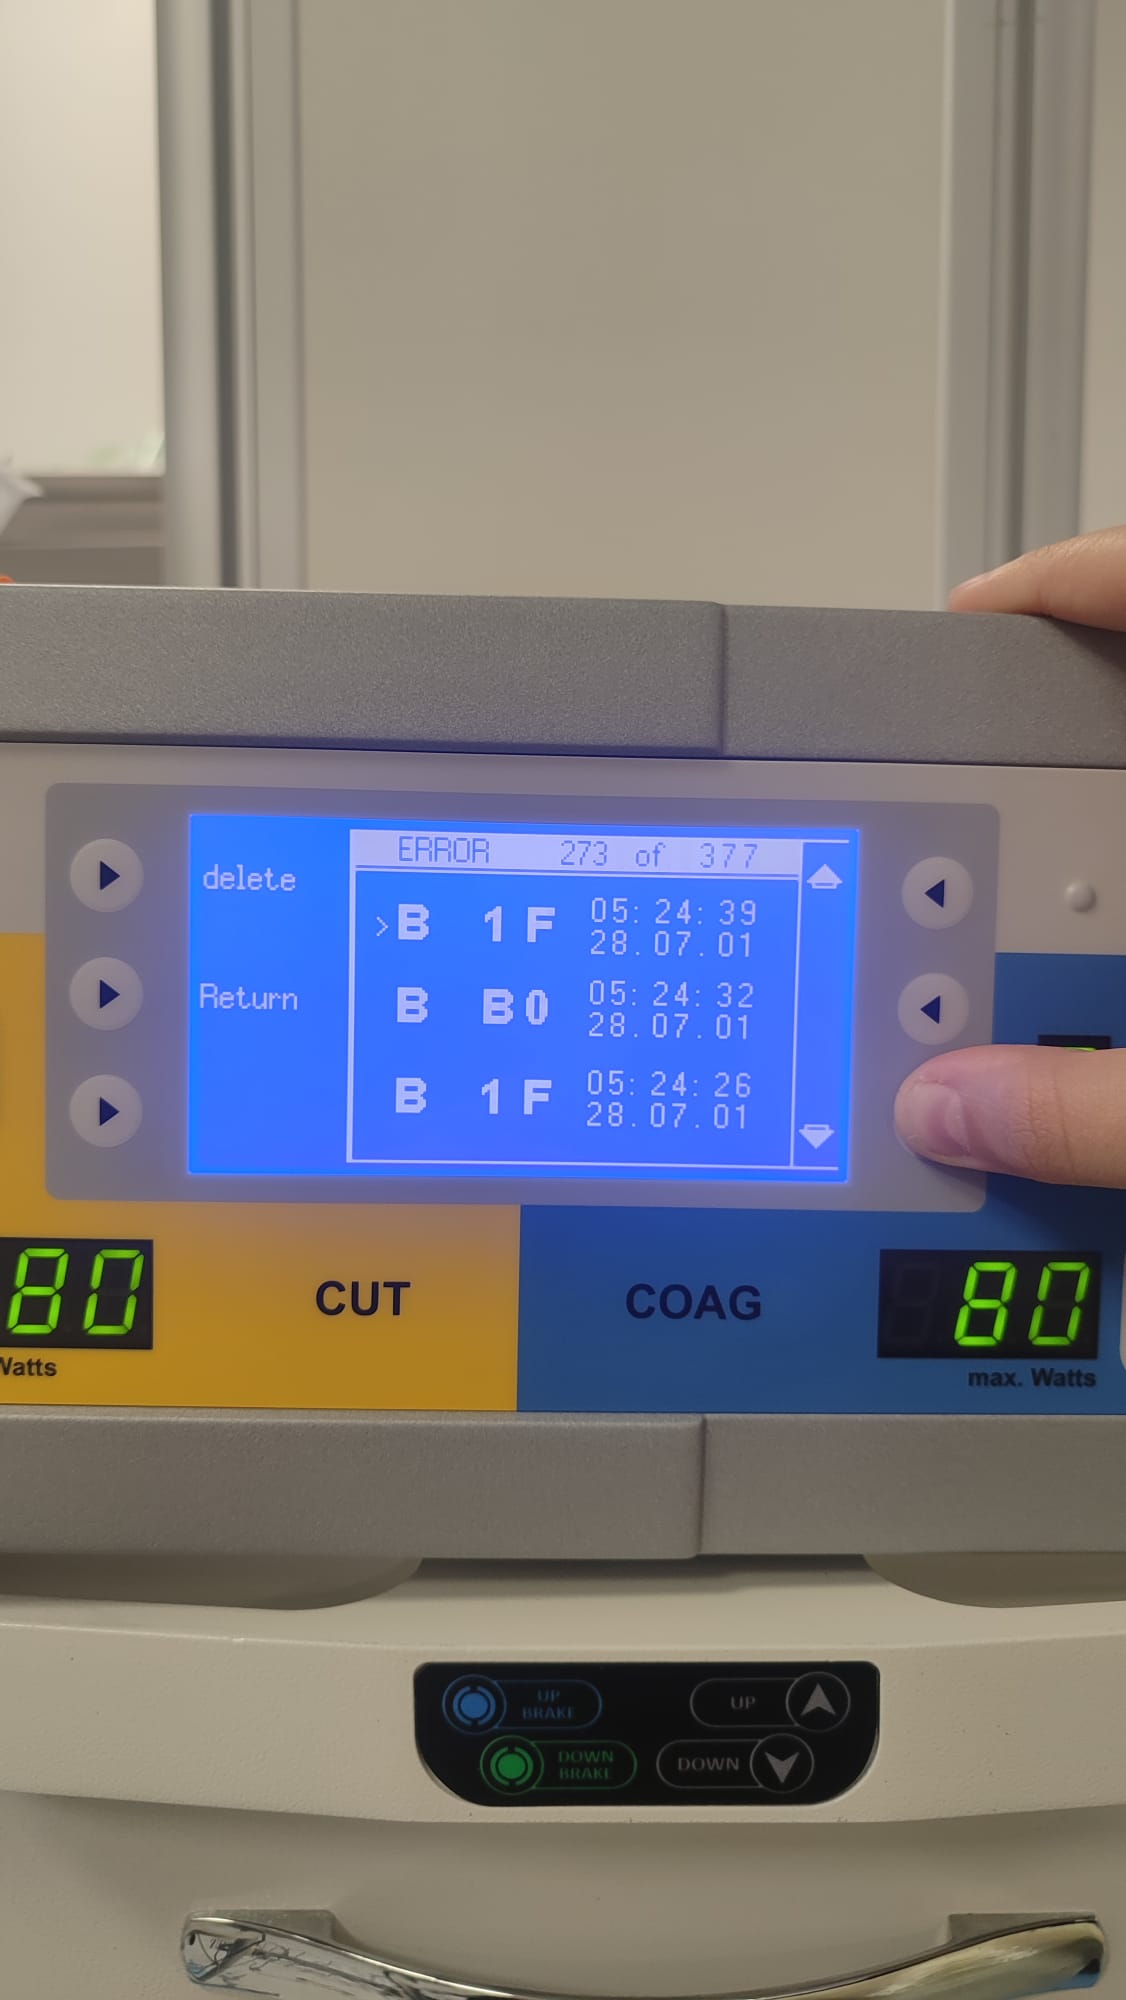 ERROR 273 of 377
delete
>B 1F 05:24:39
28.07.01
Return
B B0 05:24:32
28.07.01
B 1F 05:24:26
28.07.01
80
CUT
COAG
80
Watts
max. Watts
UP
BRAKE
UP
DOWN
BRAKE
DOWN